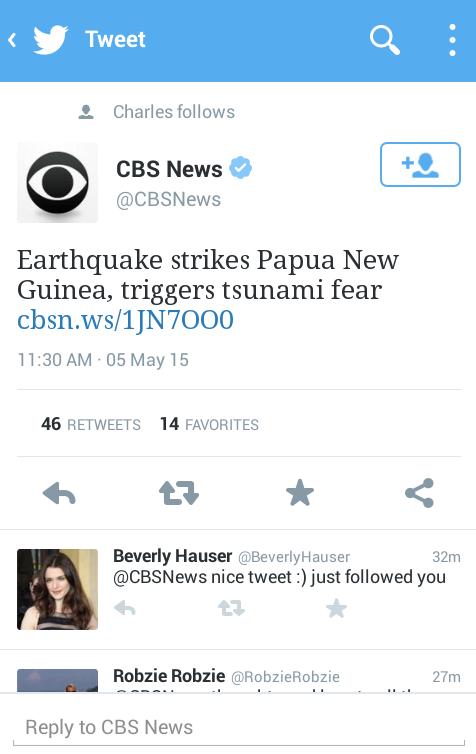 Tweet
Charles follows
CBS News
@CBSNews
Earthquake strikes Papua New
Guinea, triggers tsunami fear
cbsn.ws/1JN7OO0
11:30 AM · 05 May 15
46 RETWEETS 14 FAVORITES
Beverly Hauser @BeverlyHauser 32m
@CBSNews nice tweet :) just followed you
Robzie Robzie @RobzieRobzie 27m
Reply to CBS News